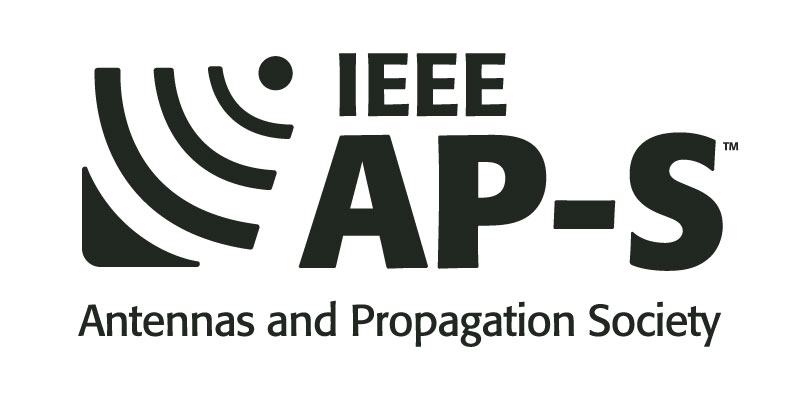 IEEE
AP-S™
Antennas and Propagation Society